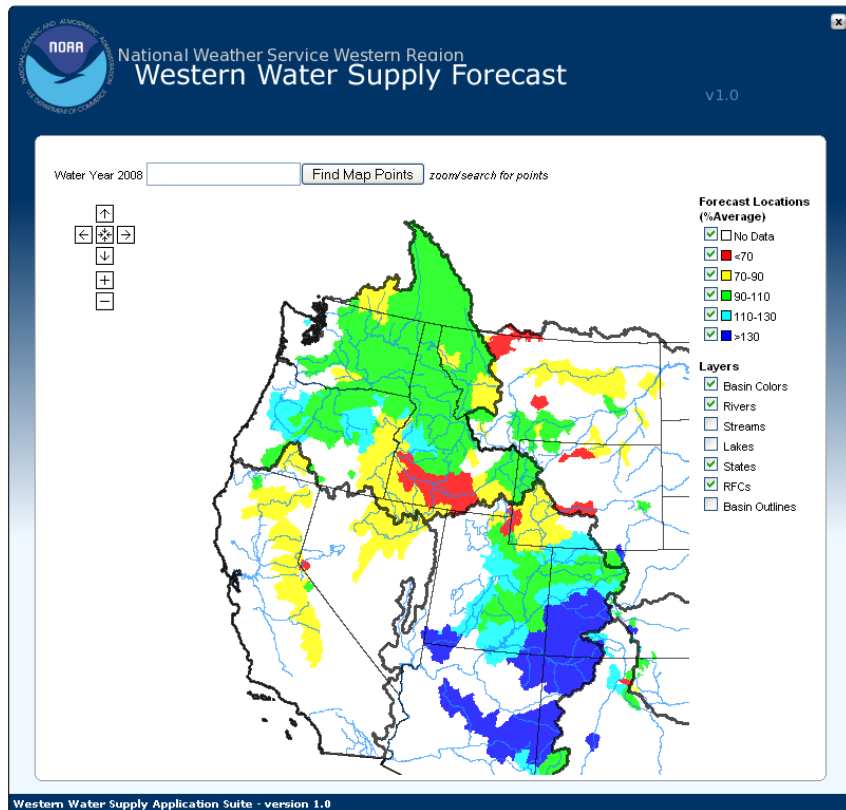 x
NOAA
NATIONAL OCEANIC AND ATMOSPHERIC ADMINISTRATION
U.S. DEPARTMENT OF COMMERCE
National Weather Service Western Region
Western Water Supply Forecast
v1.0
Water Year 2008 Find Map Points zoom/search for points
Forecast Locations
(%Average)
No Data
<70
70-90
90-110
110-130
>130
Layers
Basin Colors
Rivers
Streams
Lakes
States
RFCs
Basin Outlines
Western Water Supply Application Suite - version 1.0